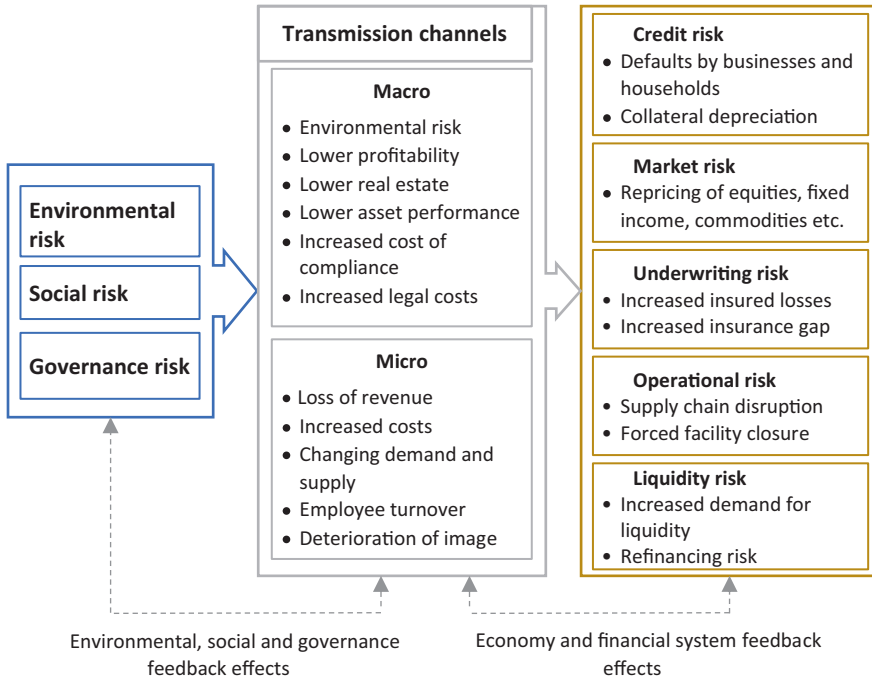 Environmental
risk
Social risk
Governance risk
Transmission channels
Macro
• Environmental risk
• Lower profitability
• Lower real estate
• Lower asset performance
• Increased cost of
compliance
• Increased legal costs
Micro
• Loss of revenue
• Increased costs
• Changing demand and
supply
• Employee turnover
• Deterioration of image
Credit risk
• Defaults by businesses and
households
• Collateral depreciation
Market risk
• Repricing of equities, fixed
income, commodities etc.
Underwriting risk
• Increased insured losses
• Increased insurance gap
Operational risk
• Supply chain disruption
• Forced facility closure
Liquidity risk
• Increased demand for
liquidity
• Refinancing risk
Environmental, social and governance
feedback effects
Economy and financial system feedback
effects